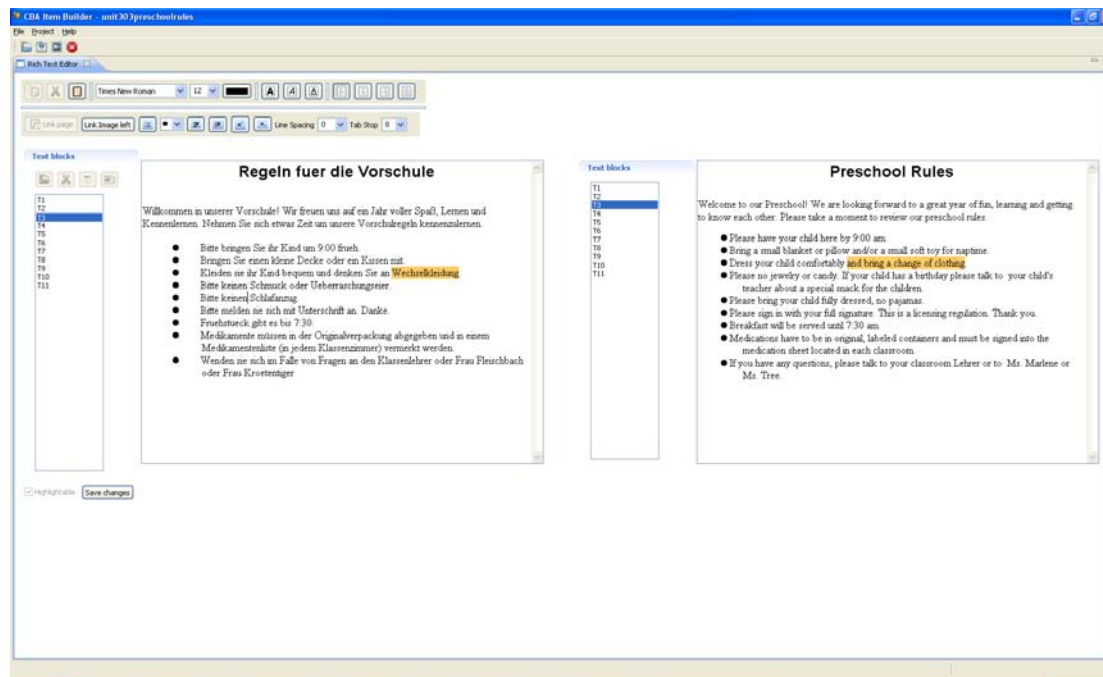 CBA Item Builder - unit303preschoolrules
File Project Help
Rich Text Editor
Times New Roman 12 A A A
Link page Link Image left Line Spacing 0 Tab Stop 8
Text blocks
T1
T2
T3
T4
T5
T6
T7
T8
T9
T10
T11
Regeln fuer die Vorschule
Willkommen in unserer Vorschule! Wir freuen uns auf ein Jahr voller Spaß, Lernen und
Kennenlernen. Nehmen Sie sich etwas Zeit um unsere Vorschulregeln kennenzulernen.
● Bitte bringen Sie ihr Kind um 9:00 frueh.
● Bringen Sie einen kleine Decke oder ein Kissen mit.
● Kleiden sie ihr Kind bequem und denken Sie an Wechselkleidung.
● Bitte keinen Schmuck oder Ueberraschungseier.
● Bitte keinen Schlafanzug.
● Bitte melden sie sich mit Unterschrift an. Danke.
● Fruehstueck gibt es bis 7:30.
● Medikamente müssen in der Originalverpackung abgegeben und in einem
Medikamentenliste (in jedem Klassenzimmer) vermerkt werden.
● Wenden sie sich im Falle von Fragen an den Klassenlehrer oder Frau Fleischbach
oder Frau Kroetentiger
Highlightable Save changes
Text blocks
T1
T2
T3
T4
T5
T6
T7
T8
T9
T10
T11
Preschool Rules
Welcome to our Preschool! We are looking forward to a great year of fun, learning and getting
to know each other. Please take a moment to review our preschool rules.
● Please have your child here by 9:00 am.
● Bring a small blanket or pillow and/or a small soft toy for naptime.
● Dress your child comfortably and bring a change of clothing.
● Please no jewelry or candy. If your child has a birthday please talk to your child's
teacher about a special snack for the children.
● Please bring your child fully dressed, no pajamas.
● Please sign in with your full signature. This is a licensing regulation. Thank you.
● Breakfast will be served until 7:30 am.
● Medications have to be in original, labeled containers and must be signed into the
medication sheet located in each classroom.
● If you have any questions, please talk to your classroom Lehrer or to Ms. Marlene or
Ms. Tree.